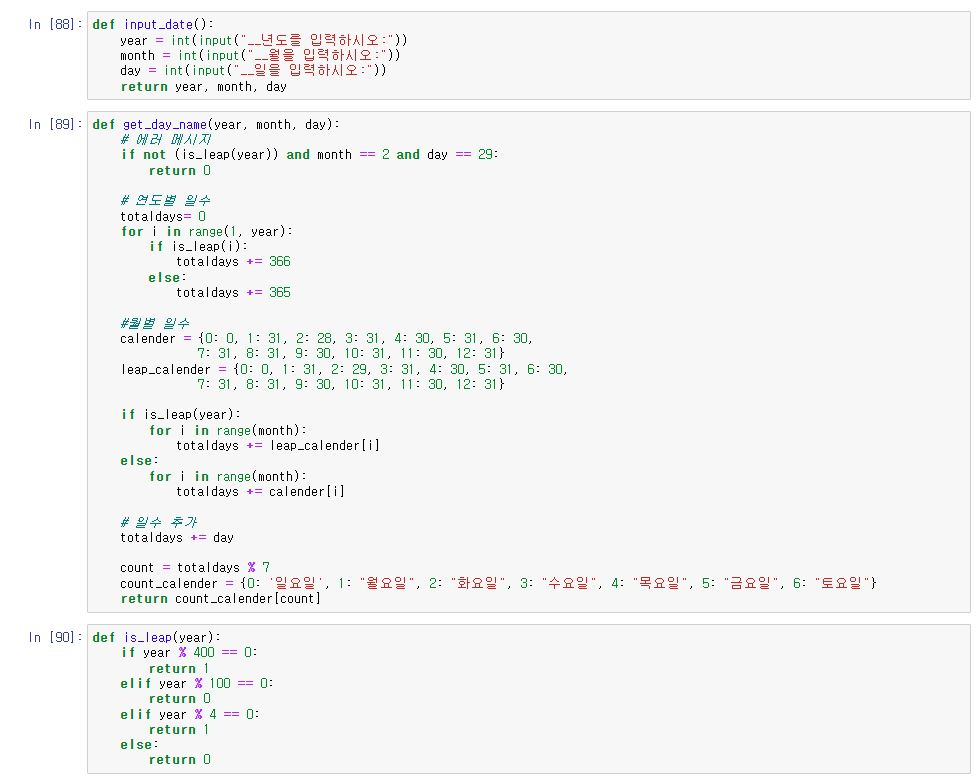 In [88]: def input_date():
    year = int(input("__년도를 입력하시오:"))
    month = int(input("__월을 입력하시오:"))
    day = int(input("__일을 입력하시오:"))
    return year, month, day
In [89]: def get_day_name(year, month, day):
    # 에러 메시지
    if not (is_leap(year)) and month == 2 and day == 29:
        return 0
    # 연도별 일수
    totaldays= 0
    for i in range(1, year):
        if is_leap(i):
            totaldays += 366
        else:
            totaldays += 365
    #월별 일수
    calender = {0: 0, 1: 31, 2: 28, 3: 31, 4: 30, 5: 31, 6: 30,
               7: 31, 8: 31, 9: 30, 10: 31, 11: 30, 12: 31}
    leap_calender = {0: 0, 1: 31, 2: 29, 3: 31, 4: 30, 5: 31, 6: 30,
               7: 31, 8: 31, 9: 30, 10: 31, 11: 30, 12: 31}
    if is_leap(year):
        for i in range(month):
            totaldays += leap_calender[i]
    else:
        for i in range(month):
            totaldays += calender[i]
    # 일수 추가
    totaldays += day
    count = totaldays % 7
    count_calender = {0: '일요일', 1: "월요일", 2: "화요일", 3: "수요일", 4: "목요일", 5: "금요일", 6: "토요일"}
    return count_calender[count]
In [90]: def is_leap(year):
    if year % 400 == 0:
        return 1
    elif year % 100 == 0:
        return 0
    elif year % 4 == 0:
        return 1
    else:
        return 0